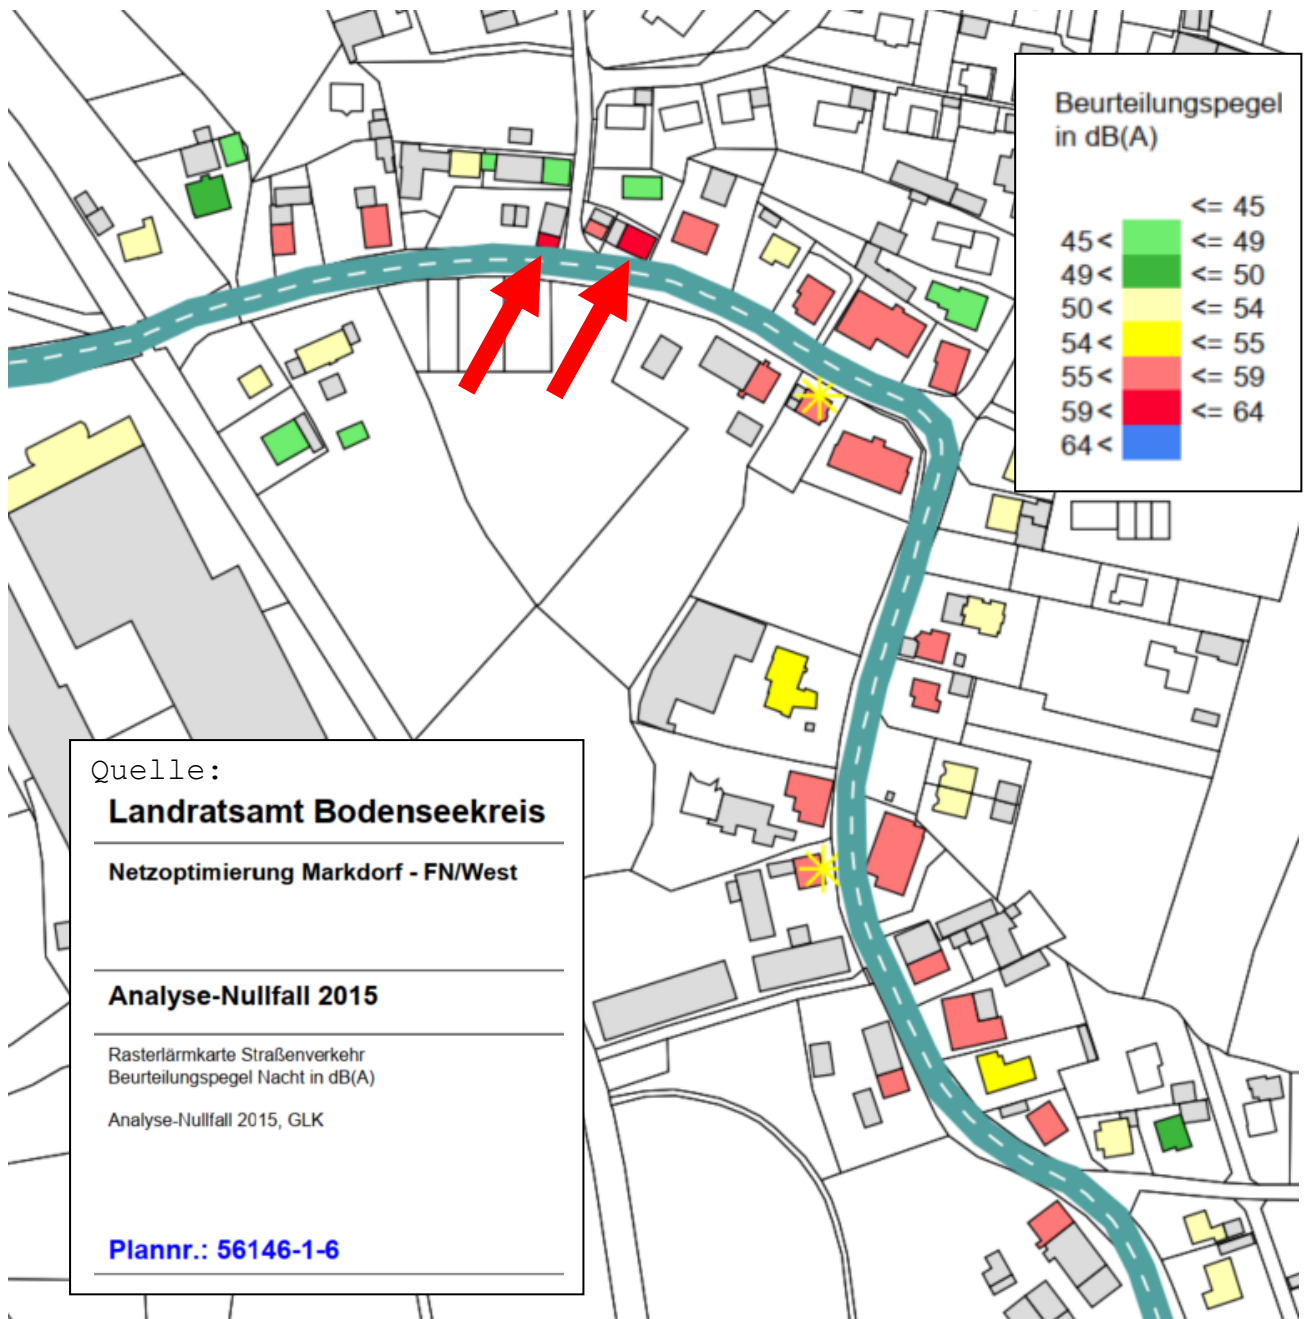 Beurteilungspegel
in dB(A)
<= 45
45 < <= 49
49 < <= 50
50 < <= 54
54 < <= 55
55 < <= 59
59 < <= 64
64 <
Quelle:
Landratsamt Bodenseekreis
Netzoptimierung Markdorf - FN/West
Analyse-Nullfall 2015
Rasterlärmkarte Straßenverkehr
Beurteilungspegel Nacht in dB(A)
Analyse-Nullfall 2015, GLK
Plannr.: 56146-1-6